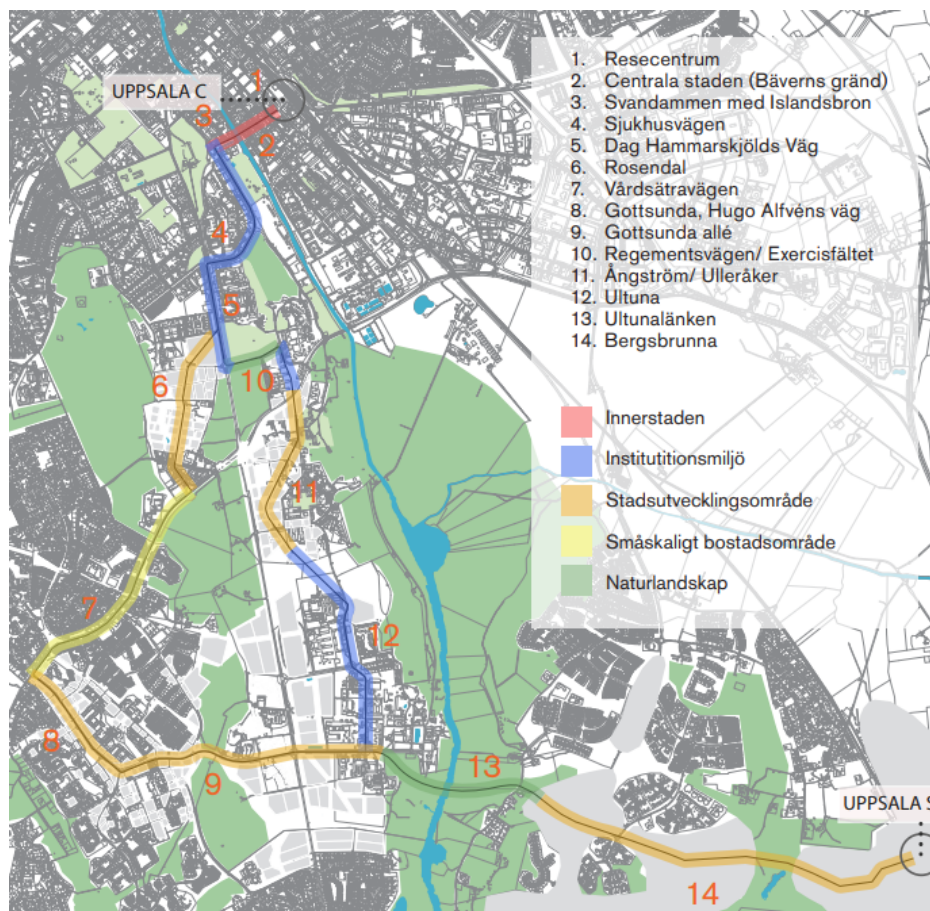 UPPSALA C
1
3
2
4
5
6
10
11
7
12
8
9
13
14
UPPSALA S
1. Resecentrum
2. Centrala staden (Bäverns gränd)
3. Svandammen med Islandsbron
4. Sjukhusvägen
5. Dag Hammarskjölds Väg
6. Rosendal
7. Vårdsätravägen
8. Gottsunda, Hugo Alfvéns väg
9. Gottsunda allé
10. Regementsvägen/ Exercisfältet
11. Ångström/ Ulleråker
12. Ultuna
13. Ultunalänken
14. Bergsbrunna
Innerstaden
Institutitionsmiljö
Stadsutvecklingsområde
Småskaligt bostadsområde
Naturlandskap